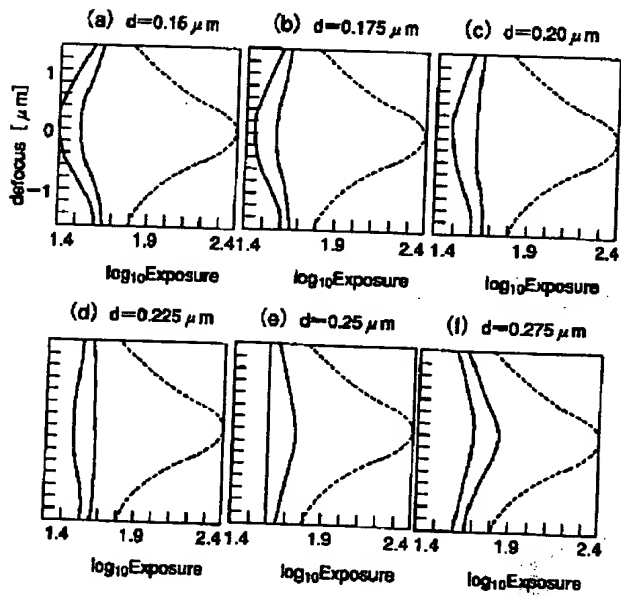 (a) d=0.15 μm (b) d=0.175 μm (c) d=0.20 μm
defocus [μm]
1
0
-1
1.4 1.9 2.4 1.4 1.9 2.4 1.4 1.9 2.4
log10Exposure log10Exposure log10Exposure
(d) d=0.225 μm (e) d=0.25 μm (f) d=0.275 μm
1.4 1.9 2.4 1.4 1.9 2.4 1.4 1.9 2.4
log10Exposure log10Exposure log10Exposure